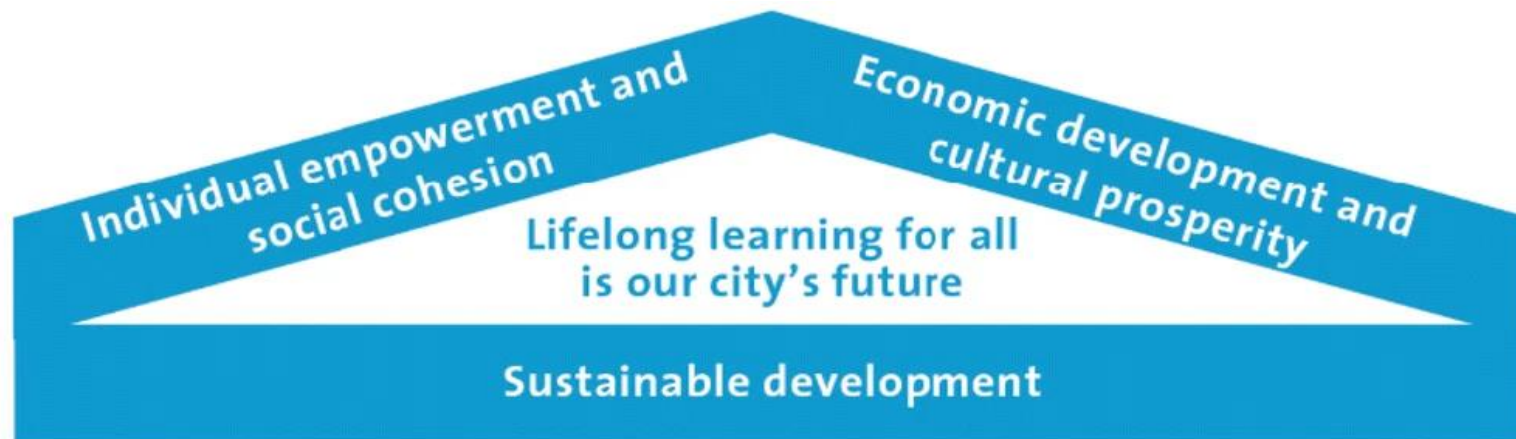 Individual empowerment and
social cohesion
Economic development and
cultural prosperity
Lifelong learning for all
is our city’s future
Sustainable development